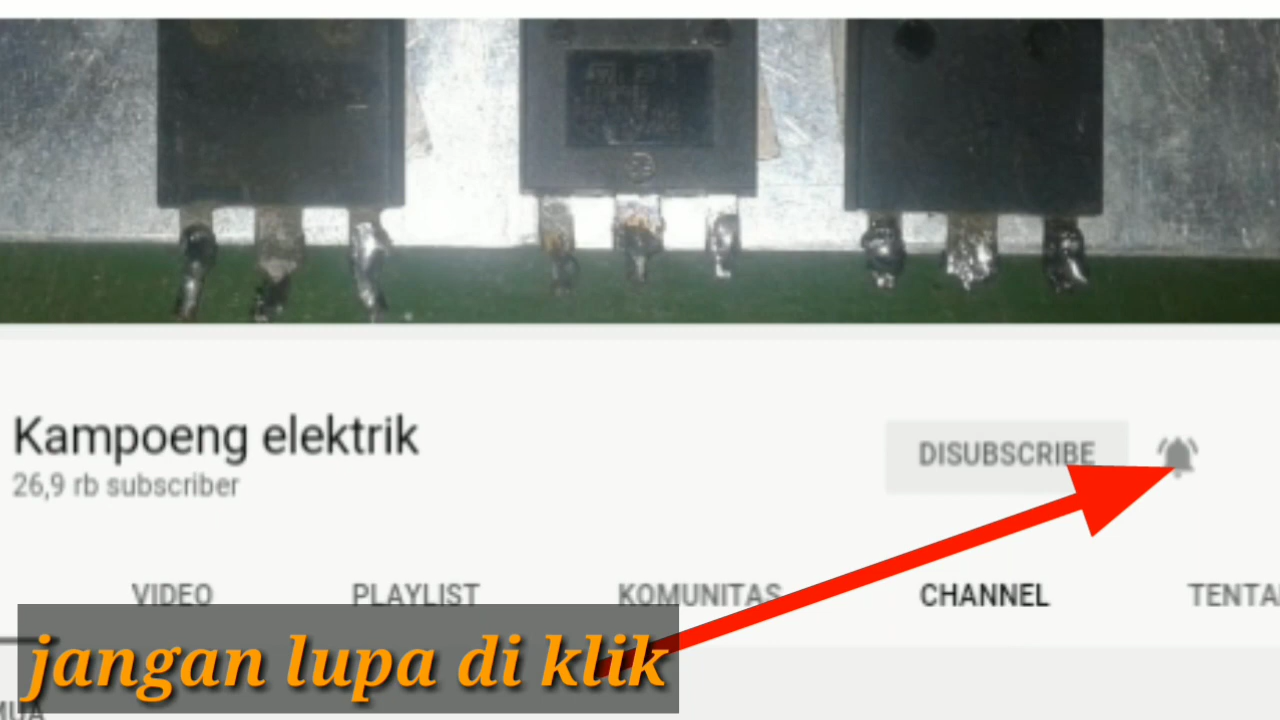 Kampoeng elektrik
26,9 rb subscriber
DISUBSCRIBE
VIDEO PLAYLIST KOMUNITAS CHANNEL
jangan lupa di klik